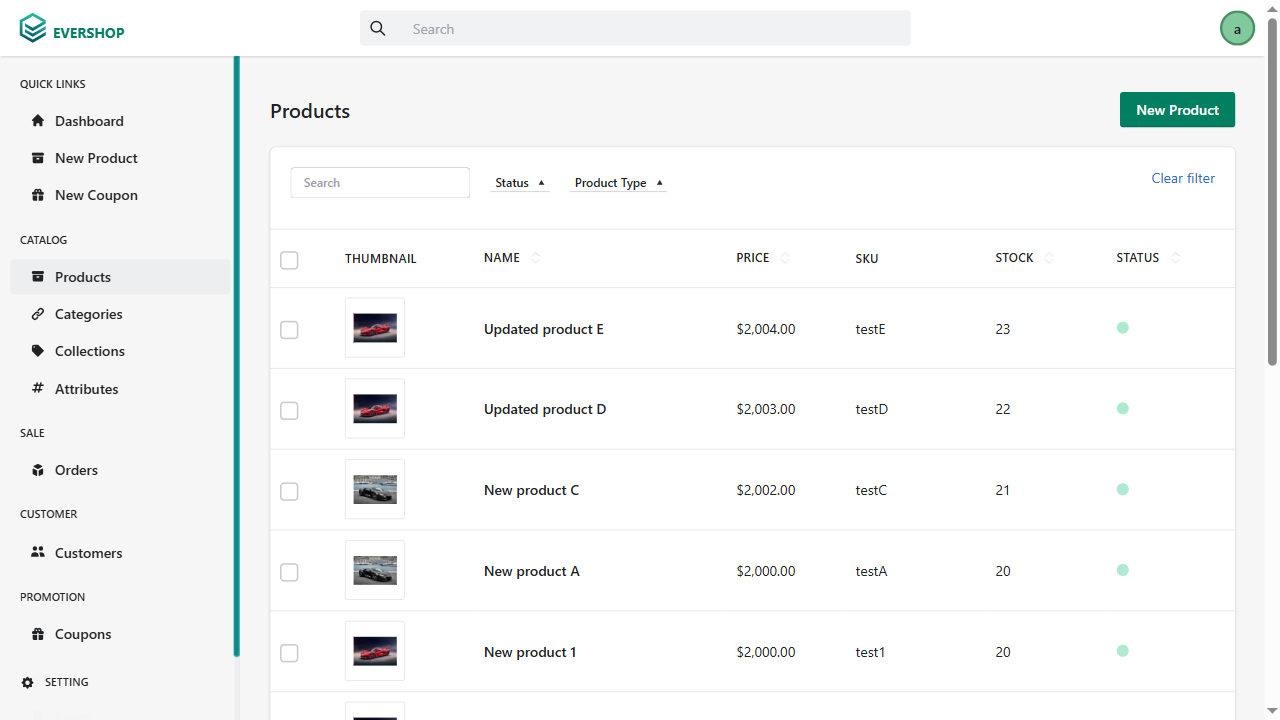 EVERSHOP
Search
a
QUICK LINKS
Dashboard
New Product
New Coupon
CATALOG
Products
Categories
Collections
Attributes
SALE
Orders
CUSTOMER
Customers
PROMOTION
Coupons
SETTING
Products
New Product
Search
Status
Product Type
Clear filter
THUMBNAIL NAME PRICE SKU STOCK STATUS
Updated product E $2,004.00 testE 23
Updated product D $2,003.00 testD 22
New product C $2,002.00 testC 21
New product A $2,000.00 testA 20
New product 1 $2,000.00 test1 20